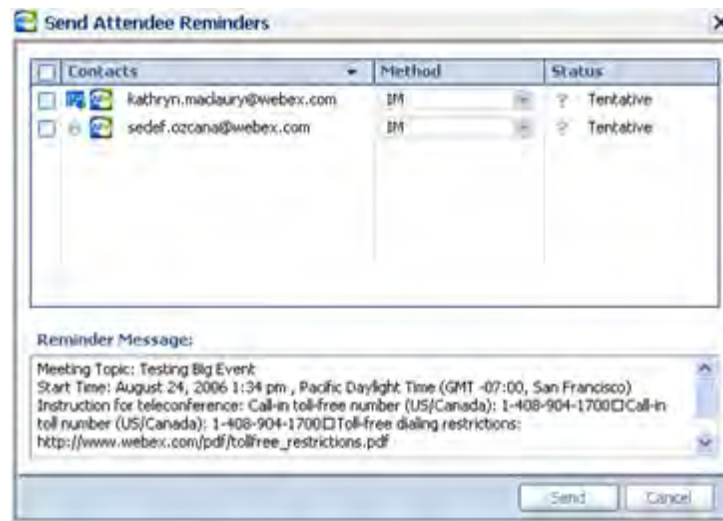 Send Attendee Reminders
Contacts Method Status
kathryn.maclaury@webex.com IM ? Tentative
sedef.ozcana@webex.com IM ? Tentative
Reminder Message:
Meeting Topic: Testing Big Event
Start Time: August 24, 2006 1:34 pm , Pacific Daylight Time (GMT -07:00, San Francisco)
Instruction for teleconference: Call-in toll-free number (US/Canada): 1-408-904-1700□Call-in
toll number (US/Canada): 1-408-904-1700□Toll-free dialing restrictions:
http://www.webex.com/pdf/tollfree_restrictions.pdf
Send Cancel